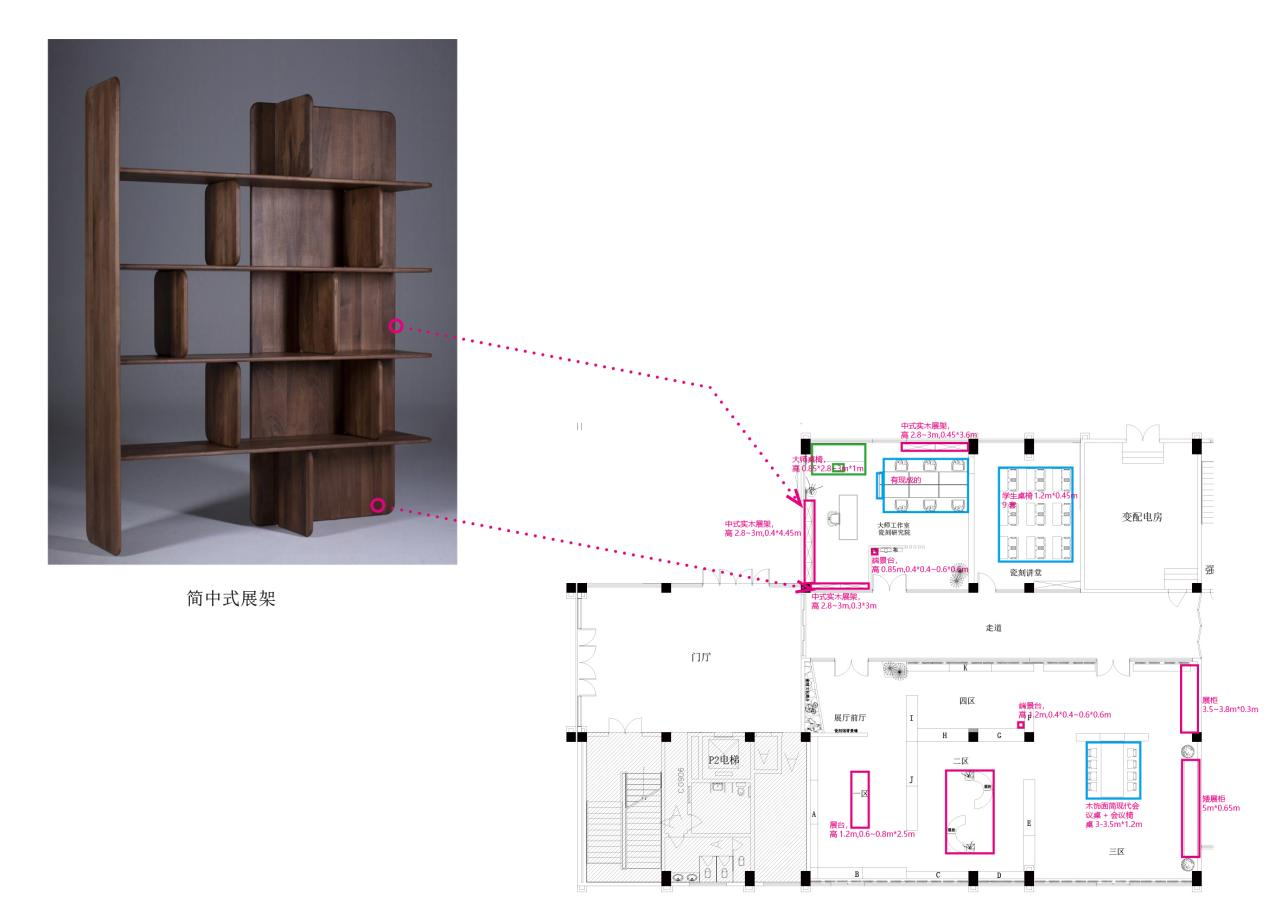 简中式展架
中式实木展架,
高 2.8~3m,0.45*3.6m
大师桌椅,
高 0.85*2.8~3m*1m
有现成的
学生桌椅 1.2m*0.45m
9 套
变配电房
中式实木展架,
高 2.8~3m,0.4*4.45m
大师工作室
瓷刻研究院
端景台,
高 0.85m,0.4*0.4~0.6*0.6m
瓷刻讲堂
强
中式实木展架,
高 2.8~3m,0.3*3m
走道
门厅
K
四区
端景台,
高 1.2m,0.4*0.4~0.6*0.6m
展柜
3.5~3.8m*0.3m
展厅前厅
I
F
H
G
P2电梯
C0906
二区
J
一区
A
展台,
高 1.2m,0.6~0.8m*2.5m
E
木饰面简现代会
议桌 + 会议椅
桌 3-3.5m*1.2m
矮展柜
5m*0.65m
三区
B
C
D